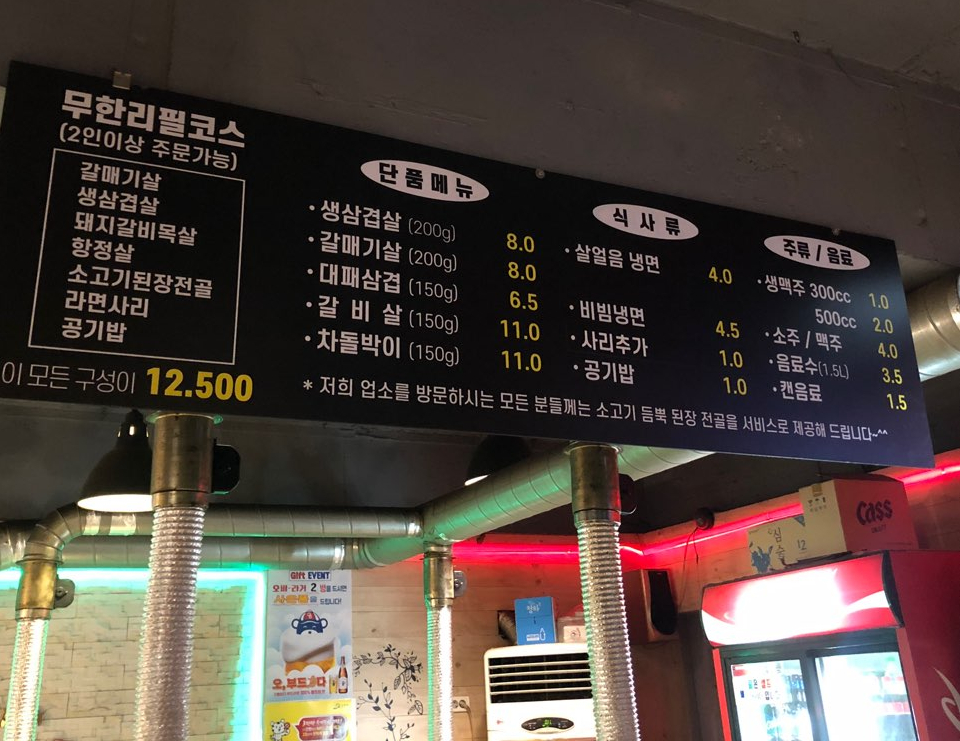 무한리필코스
(2인이상 주문가능)
갈매기살
생삼겹살
돼지갈비목살
항정살
소고기된장전골
라면사리
공기밥
이 모든 구성이 12.500
단품메뉴
·생삼겹살 (200g) 8.0
·갈매기살 (200g) 8.0
·대패삼겹 (150g) 6.5
·갈 비 살 (150g) 11.0
·차돌박이 (150g) 11.0
식 사 류
·살얼음 냉면 4.0
·비빔냉면 4.5
·사리추가 1.0
·공기밥 1.0
주류 / 음료
·생맥주 300cc 1.0
500cc 2.0
·소주 / 맥주 4.0
·음료수(1.5L) 3.5
·캔음료 1.5
* 저희 업소를 방문하시는 모든 분들께는 소고기 듬뿍 된장 전골을 서비스로 제공해 드립니다~^^
Cass
Gift EVENT
오,부드럽다